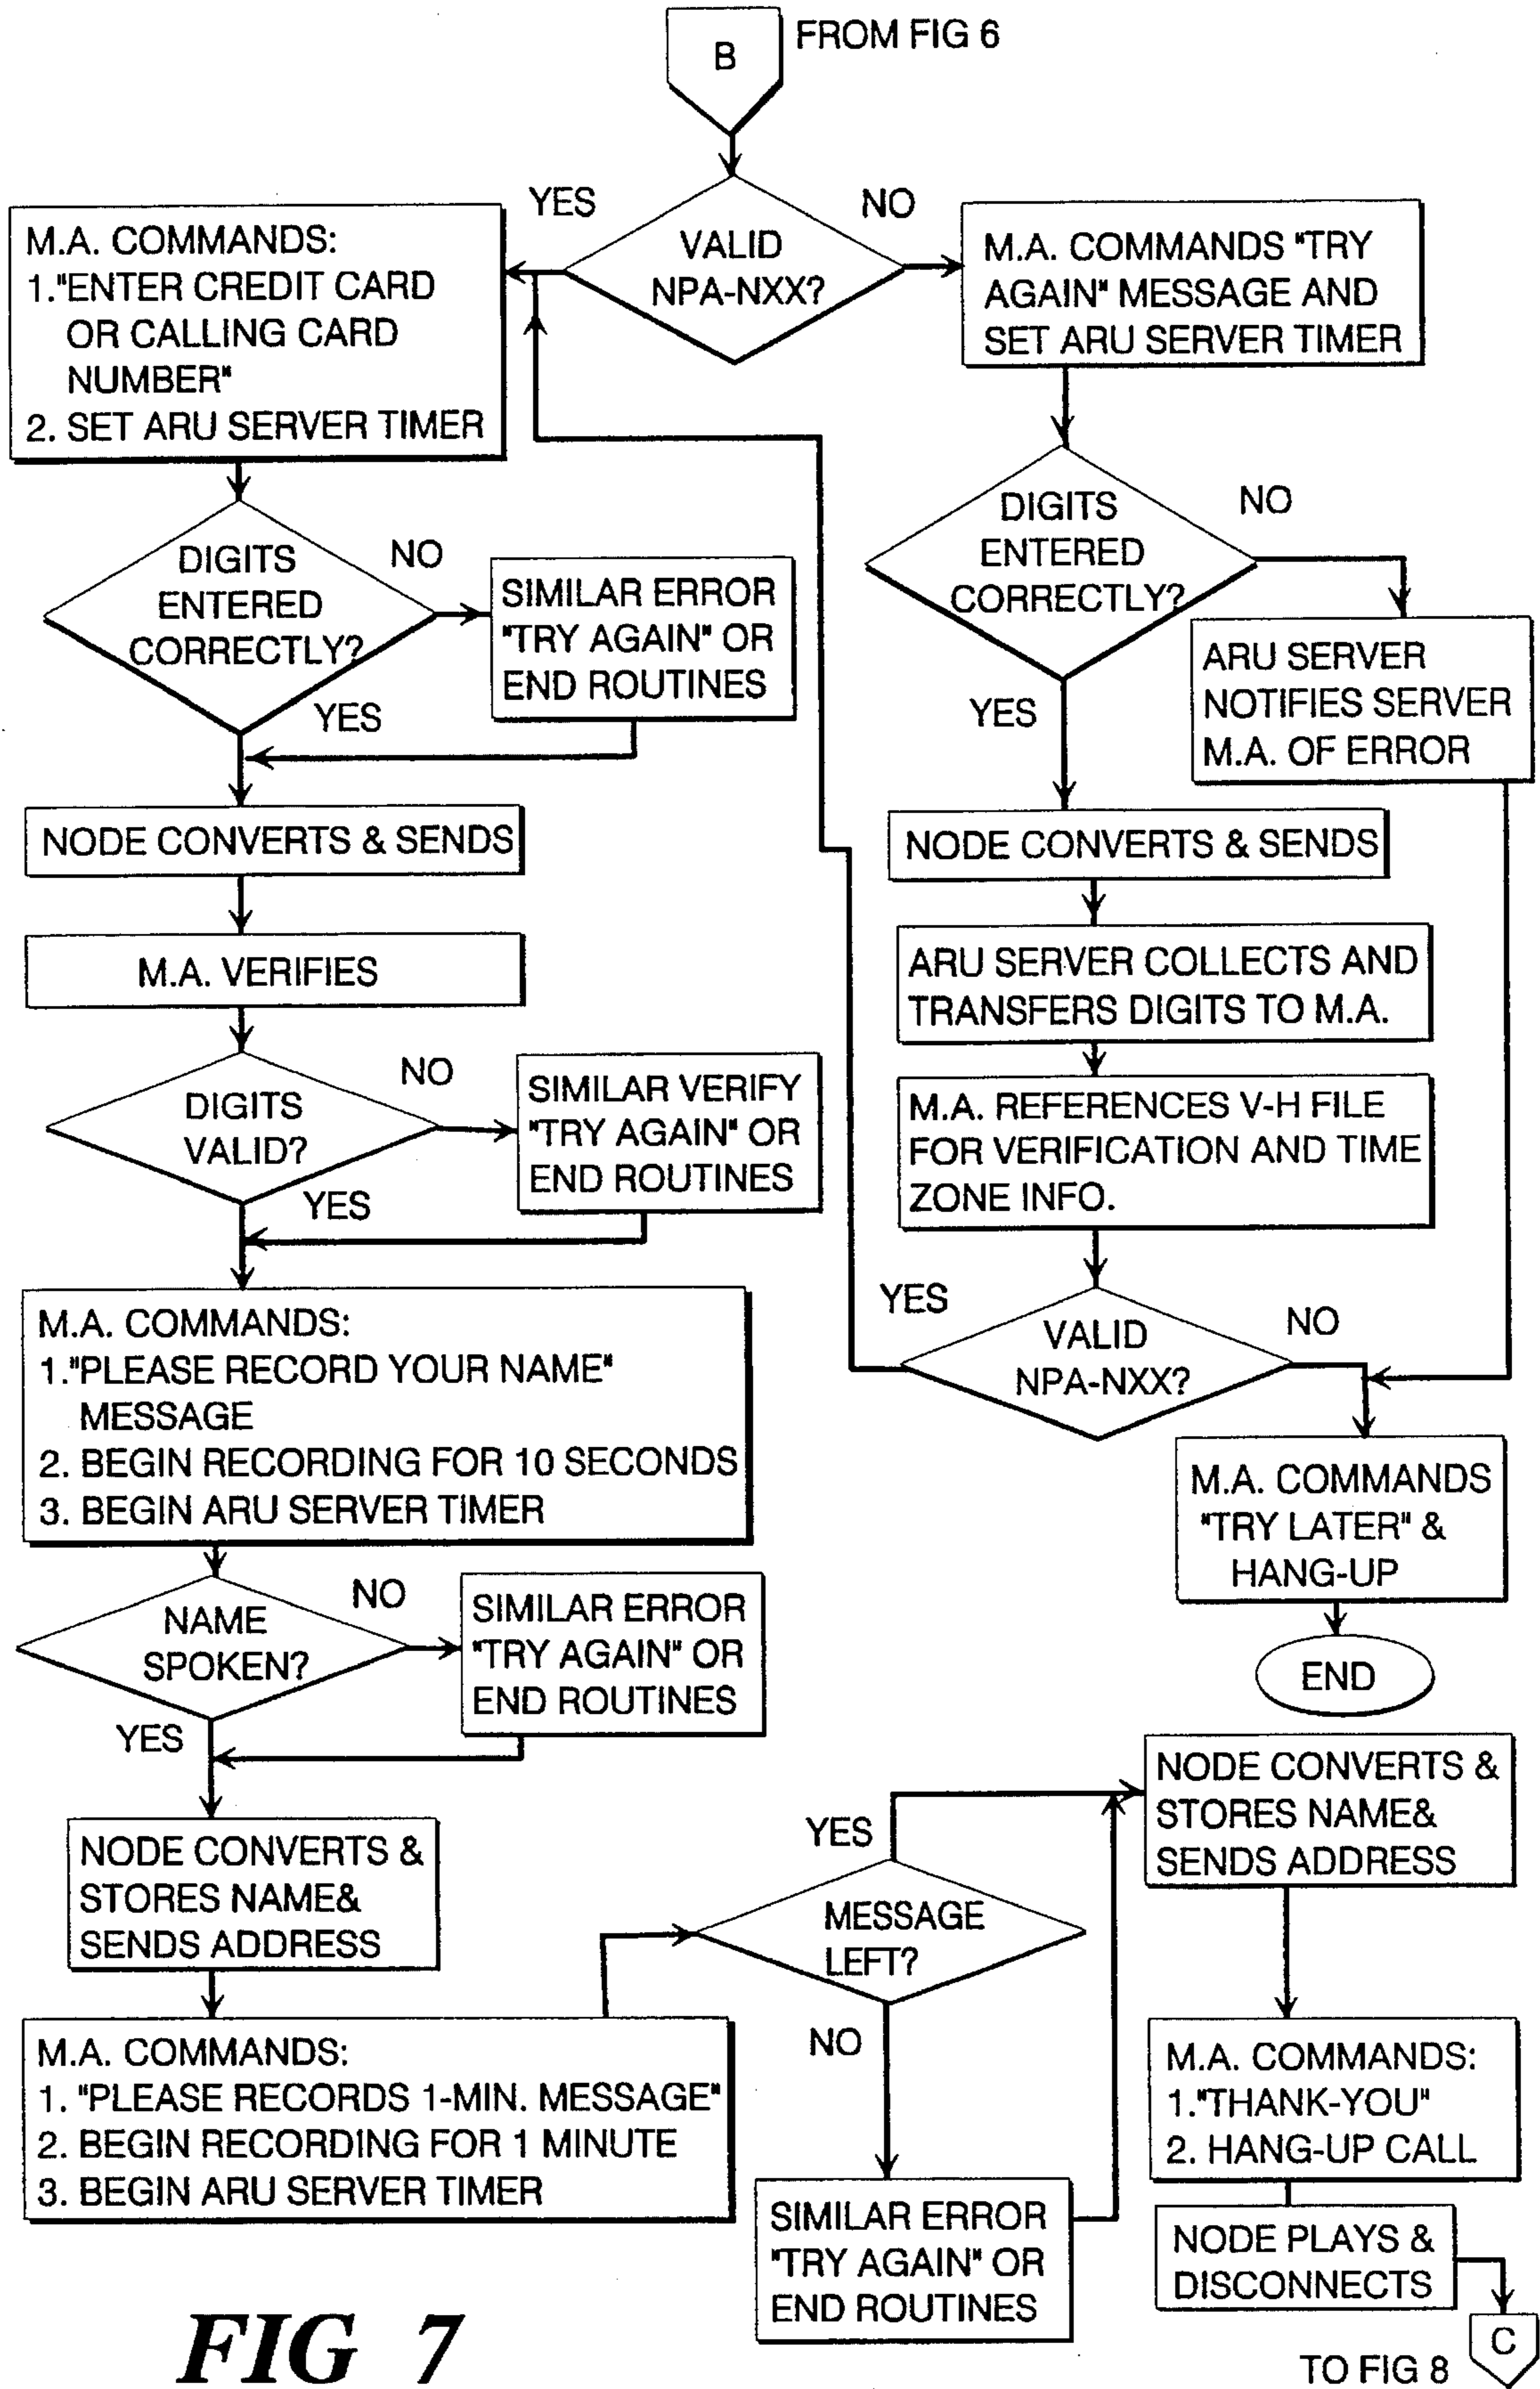 B
FROM FIG 6
VALID
NPA-NXX?
YES
NO
M.A. COMMANDS:
1."ENTER CREDIT CARD
OR CALLING CARD
NUMBER"
2. SET ARU SERVER TIMER
M.A. COMMANDS "TRY
AGAIN" MESSAGE AND
SET ARU SERVER TIMER
DIGITS
ENTERED
CORRECTLY?
NO
YES
SIMILAR ERROR
"TRY AGAIN" OR
END ROUTINES
DIGITS
ENTERED
CORRECTLY?
NO
YES
ARU SERVER
NOTIFIES SERVER
M.A. OF ERROR
NODE CONVERTS & SENDS
M.A. VERIFIES
DIGITS
VALID?
NO
YES
SIMILAR VERIFY
"TRY AGAIN" OR
END ROUTINES
NODE CONVERTS & SENDS
ARU SERVER COLLECTS AND
TRANSFERS DIGITS TO M.A.
M.A. REFERENCES V-H FILE
FOR VERIFICATION AND TIME
ZONE INFO.
YES
VALID
NPA-NXX?
NO
M.A. COMMANDS
"TRY LATER" &
HANG-UP
END
M.A. COMMANDS:
1."PLEASE RECORD YOUR NAME"
MESSAGE
2. BEGIN RECORDING FOR 10 SECONDS
3. BEGIN ARU SERVER TIMER
NAME
SPOKEN?
NO
YES
SIMILAR ERROR
"TRY AGAIN" OR
END ROUTINES
NODE CONVERTS &
STORES NAME&
SENDS ADDRESS
M.A. COMMANDS:
1. "PLEASE RECORDS 1-MIN. MESSAGE"
2. BEGIN RECORDING FOR 1 MINUTE
3. BEGIN ARU SERVER TIMER
YES
MESSAGE
LEFT?
NO
SIMILAR ERROR
"TRY AGAIN" OR
END ROUTINES
NODE CONVERTS &
STORES NAME&
SENDS ADDRESS
M.A. COMMANDS:
1."THANK-YOU"
2. HANG-UP CALL
NODE PLAYS &
DISCONNECTS
C
TO FIG 8
FIG 7